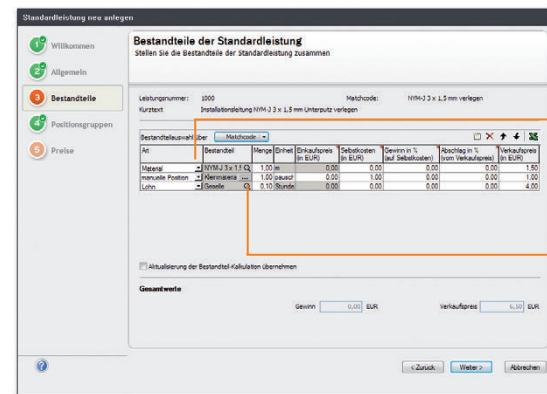 Standardleistung neu anlegen
1 Willkommen
2 Allgemein
3 Bestandteile
4 Positionsgruppen
5 Preise
Bestandteile der Standardleistung
Stellen Sie die Bestandteile der Standardleistung zusammen
Leistungsnummer: 1000 Matchcode: NYM-J 3 x 1,5 mm verlegen
Kurztext Installationsleitung NYM-J 3 x 1,5 mm Unterputz verlegen
Bestandteilauswahl über Matchcode
Art Bestandteil Menge Einheit Einkaufspreis (in EUR) Selbstkosten (in EUR) Gewinn in % (auf Selbstkosten) Abschlag in % (vom Verkaufspreis) Verkaufspreis (in EUR)
Material NYM-J 3 x 1,5 1,00 m 0,00 0,00 0,00 0,00 1,50
manuelle Position Kleinmateria ... 1,00 pausch 0,00 1,00 0,00 0,00 1,00
Lohn Geselle 0,10 Stunde 0,00 0,00 0,00 0,00 4,00
Aktualisierung der Bestandteil-Kalkulation übernehmen
Gesamtwerte
Gewinn 0,00 EUR Verkaufspreis 6,50 EUR
? < Zurück Weiter > Abbrechen